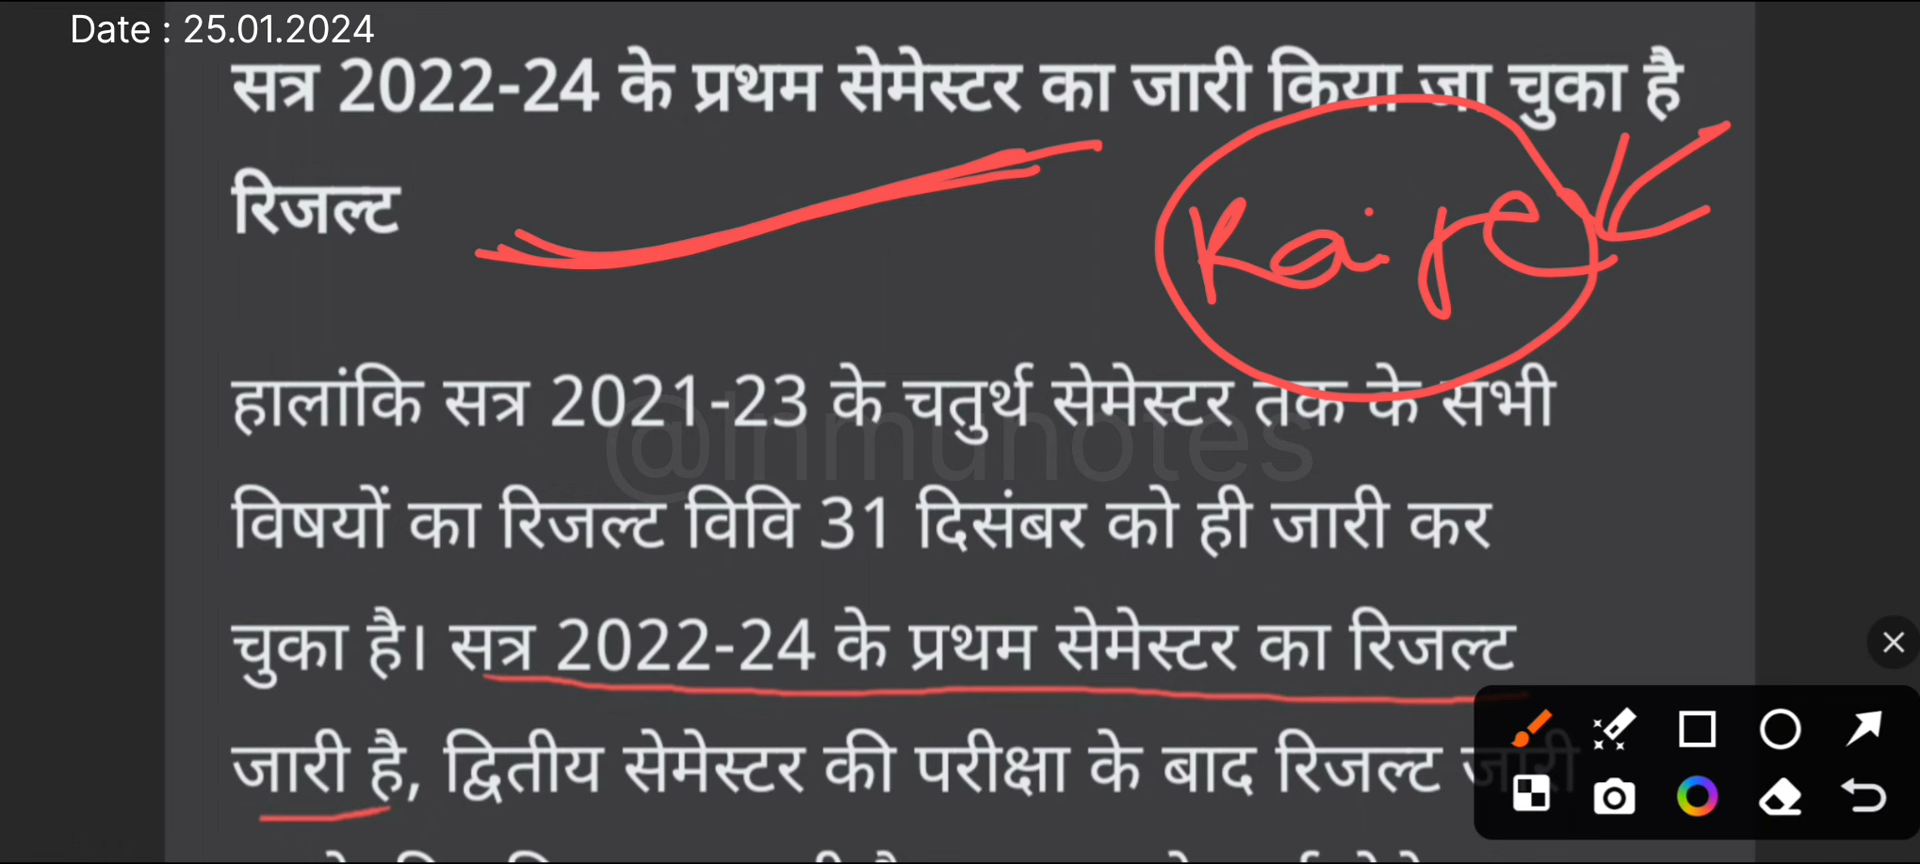 Date : 25.01.2024
सत्र 2022-24 के प्रथम सेमेस्टर का जारी किया जा चुका है
रिजल्ट
हालांकि सत्र 2021-23 के चतुर्थ सेमेस्टर तक के सभी
@lnmunotes
विषयों का रिजल्ट विवि 31 दिसंबर को ही जारी कर
चुका है। सत्र 2022-24 के प्रथम सेमेस्टर का रिजल्ट
जारी है, द्वितीय सेमेस्टर की परीक्षा के बाद रिजल्ट जारी